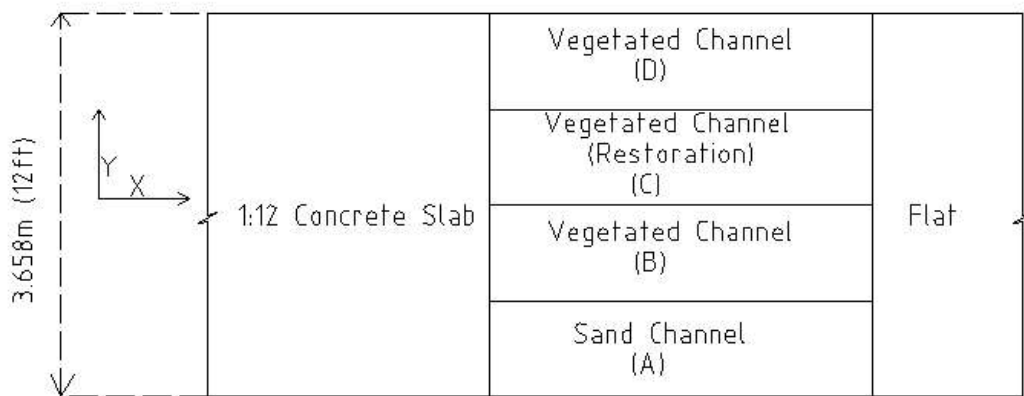 3.658m (12ft)
Y
X
1:12 Concrete Slab
Vegetated Channel
(D)
Vegetated Channel
(Restoration)
(C)
Vegetated Channel
(B)
Sand Channel
(A)
Flat